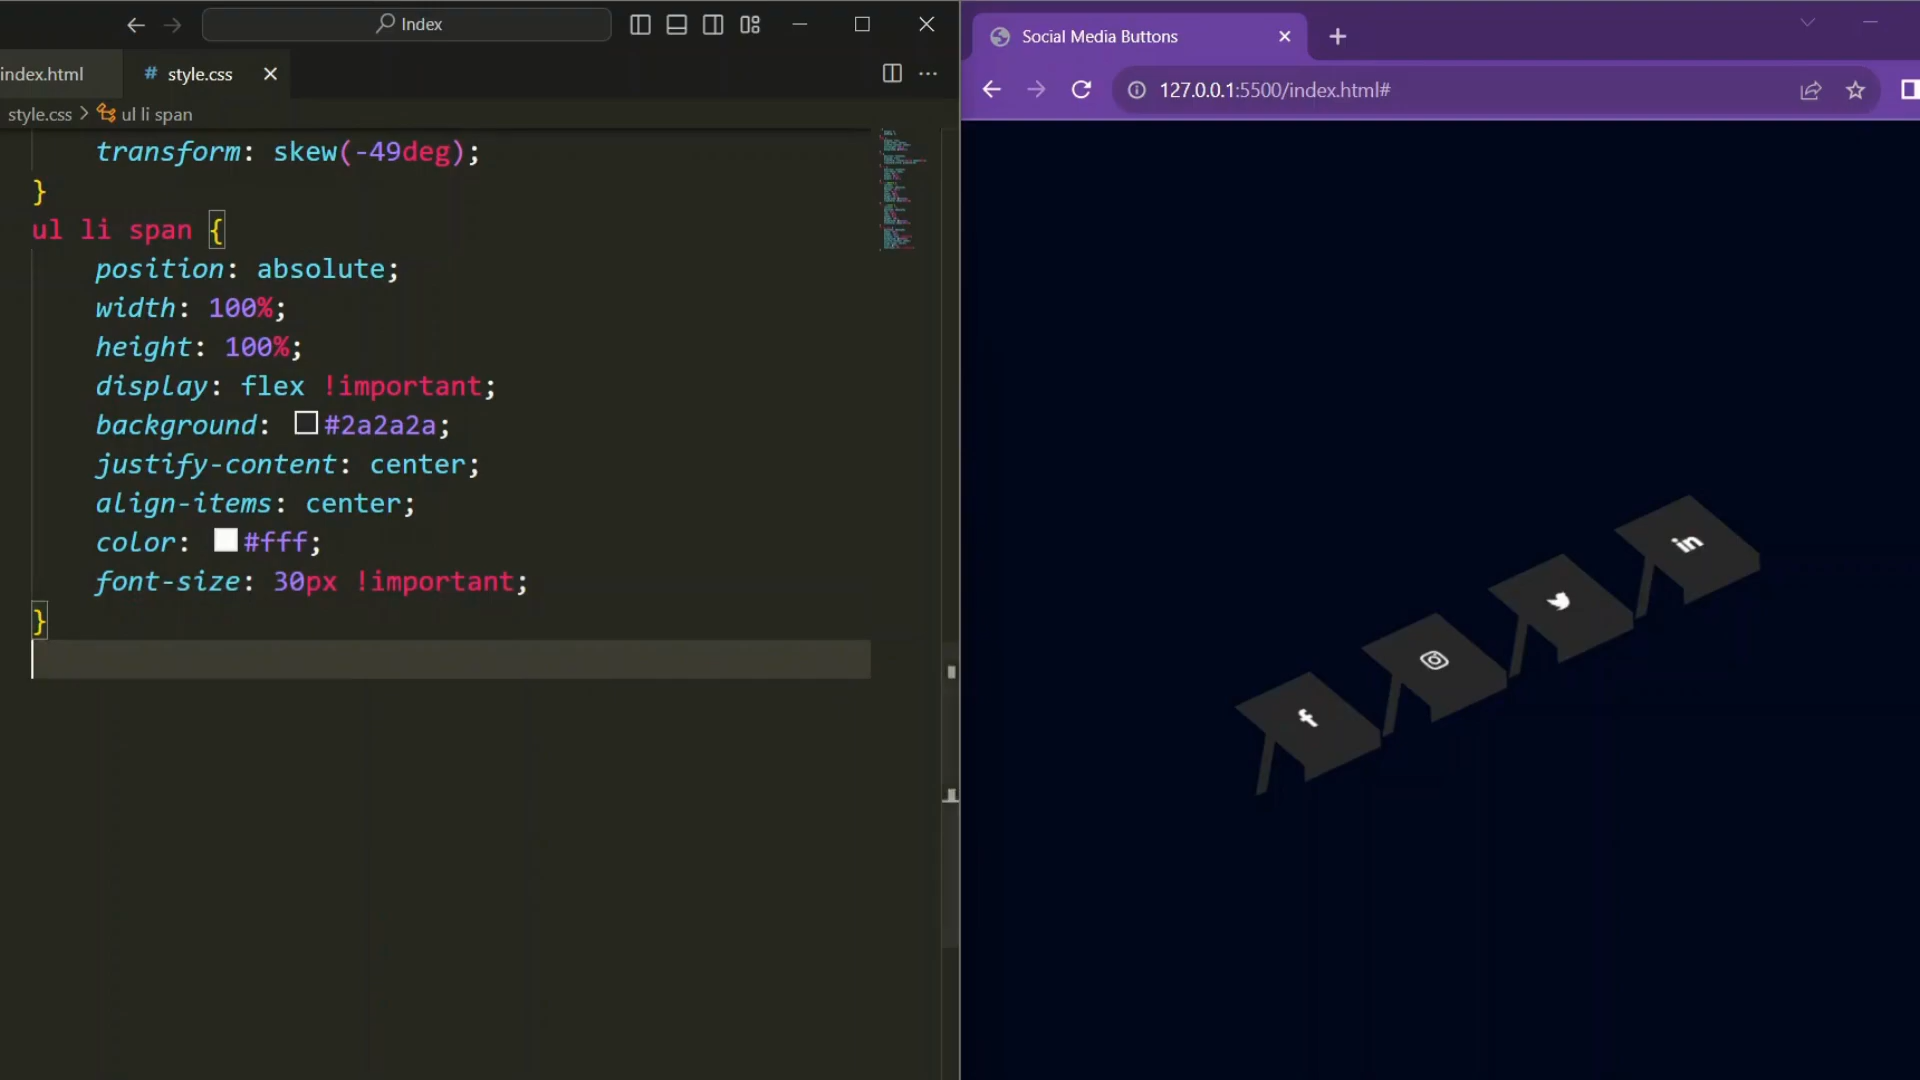 Index
index.html
# style.css
style.css > ul li span
transform: skew(-49deg);
}
ul li span {
position: absolute;
width: 100%;
height: 100%;
display: flex !important;
background: #2a2a2a;
justify-content: center;
align-items: center;
color: #fff;
font-size: 30px !important;
}
Social Media Buttons
127.0.0.1:5500/index.html#
in
f